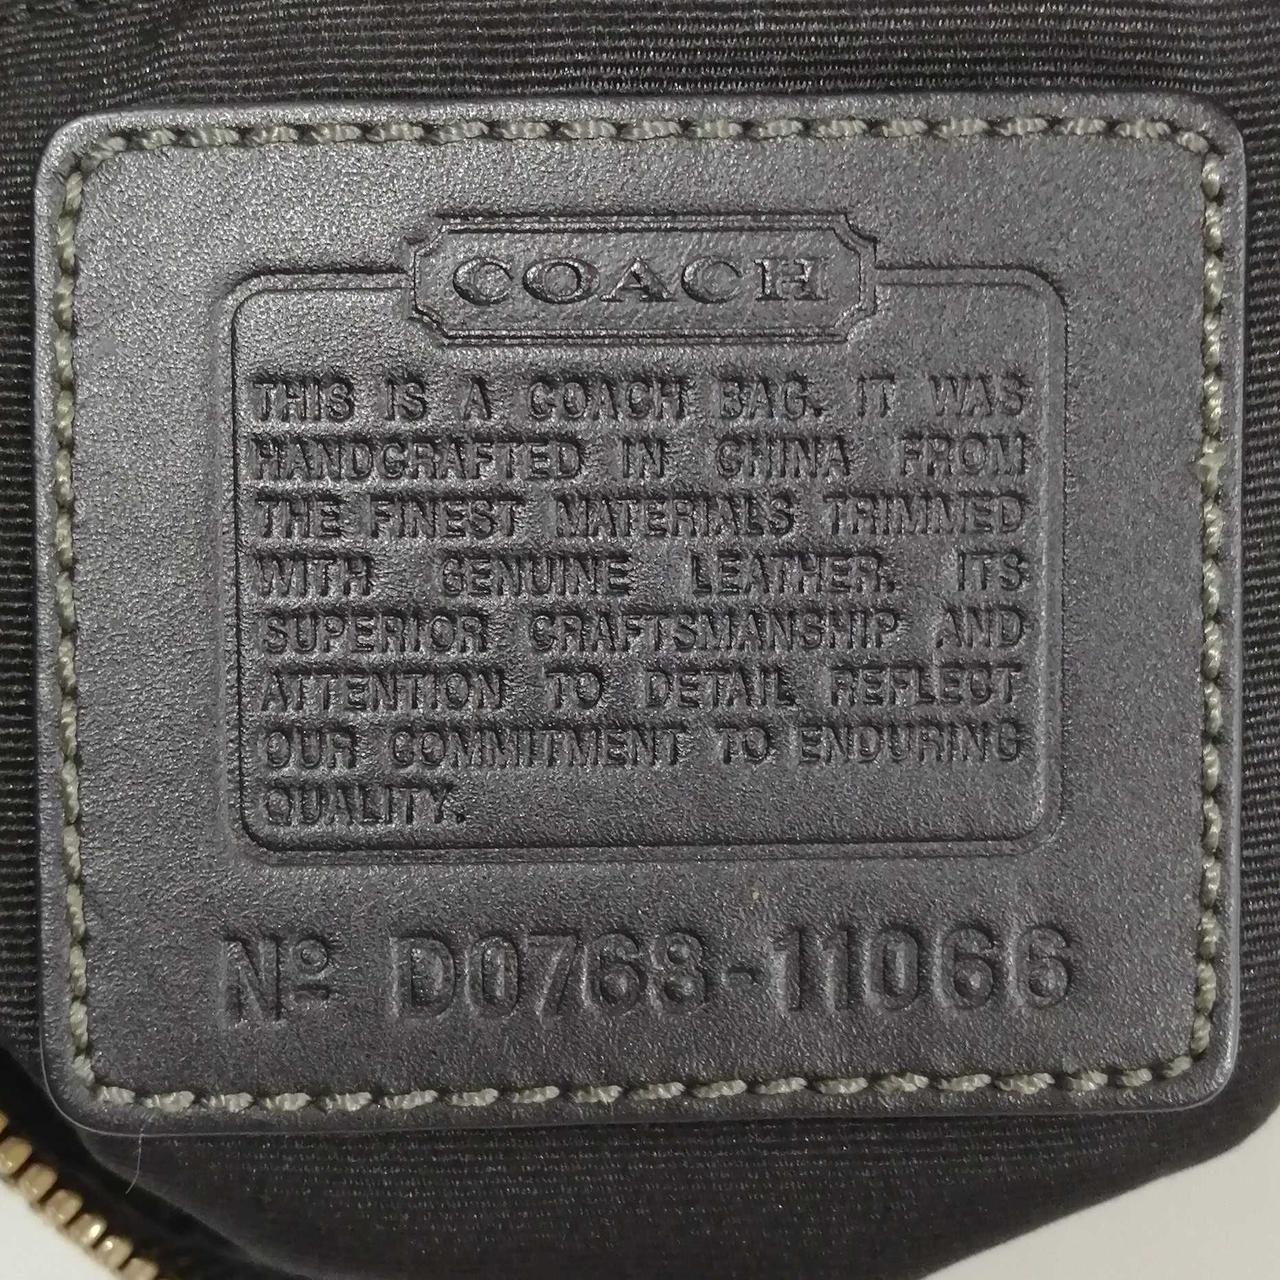 COACH
THIS IS A COACH BAG. IT WAS
HANDCRAFTED IN CHINA FROM
THE FINEST MATERIALS TRIMMED
WITH GENUINE LEATHER. ITS
SUPERIOR CRAFTSMANSHIP AND
ATTENTION TO DETAIL REFLECT
OUR COMMITMENT TO ENDURING
QUALITY.
Nº D0768-11066